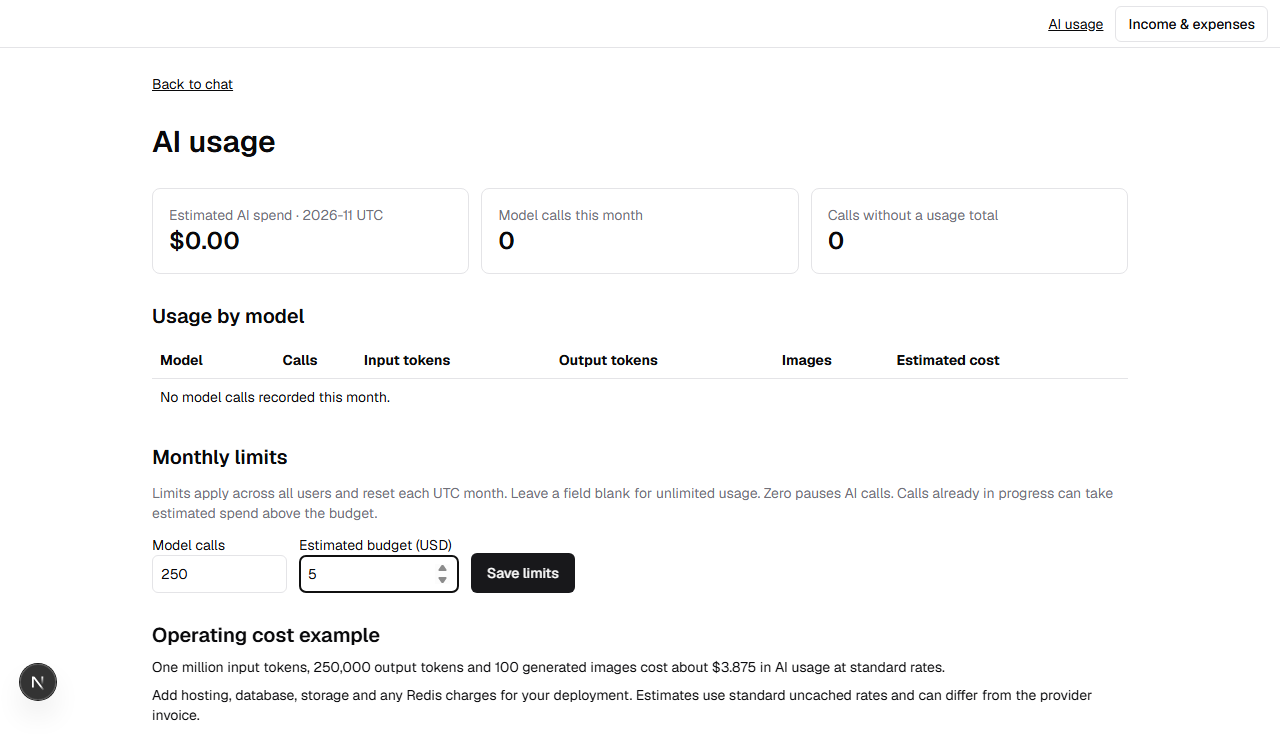 AI usage
Income & expenses
Back to chat
AI usage
Estimated AI spend · 2026-11 UTC
$0.00
Model calls this month
0
Calls without a usage total
0
Usage by model
Model Calls Input tokens Output tokens Images Estimated cost
No model calls recorded this month.
Monthly limits
Limits apply across all users and reset each UTC month. Leave a field blank for unlimited usage. Zero pauses AI calls. Calls already in progress can take
estimated spend above the budget.
Model calls
250
Estimated budget (USD)
5
Save limits
Operating cost example
One million input tokens, 250,000 output tokens and 100 generated images cost about $3.875 in AI usage at standard rates.
Add hosting, database, storage and any Redis charges for your deployment. Estimates use standard uncached rates and can differ from the provider
invoice.
N